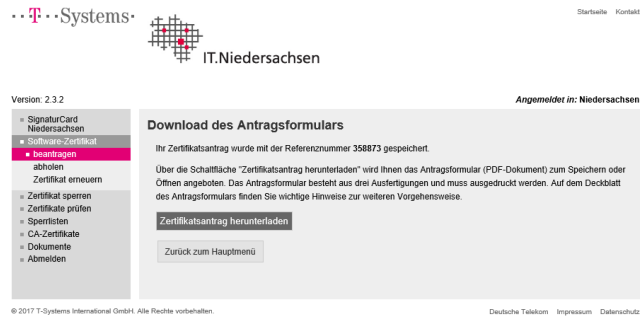 ··T··Systems·
Startseite Kontakt
IT.Niedersachsen
Version: 2.3.2
Angemeldet in: Niedersachsen
SignaturCard
Niedersachsen
Software-Zertifikat
beantragen
abholen
Zertifikat erneuern
Zertifikat sperren
Zertifikate prüfen
Sperrlisten
CA-Zertifikate
Dokumente
Abmelden
Download des Antragsformulars
Ihr Zertifikatsantrag wurde mit der Referenznummer 358873 gespeichert.
Über die Schaltfläche "Zertifikatsantrag herunterladen" wird Ihnen das Antragsformular (PDF-Dokument) zum Speichern oder
Öffnen angeboten. Das Antragsformular besteht aus drei Ausfertigungen und muss ausgedruckt werden. Auf dem Deckblatt
des Antragsformulars finden Sie wichtige Hinweise zur weiteren Vorgehensweise.
Zertifikatsantrag herunterladen
Zurück zum Hauptmenü
© 2017 T-Systems International GmbH. Alle Rechte vorbehalten.
Deutsche Telekom Impressum Datenschutz